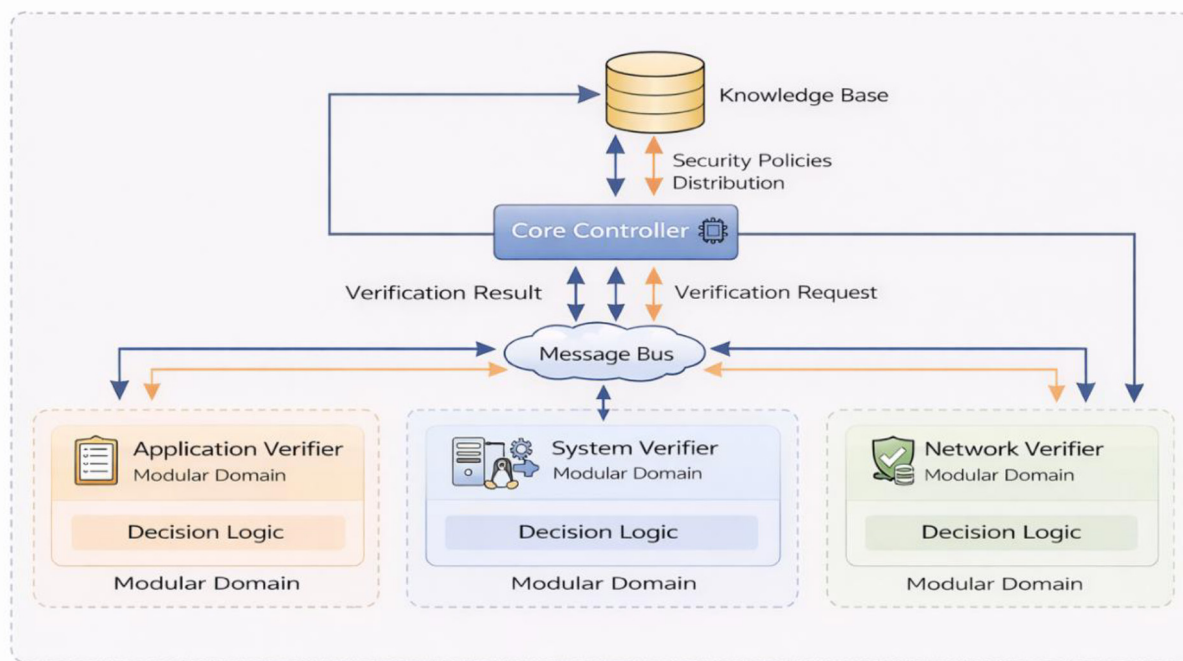 Knowledge Base
Security Policies
Distribution
Core Controller
Verification Result
Verification Request
Message Bus
Application Verifier
Modular Domain
Decision Logic
Modular Domain
System Verifier
Modular Domain
Decision Logic
Modular Domain
Network Verifier
Modular Domain
Decision Logic
Modular Domain